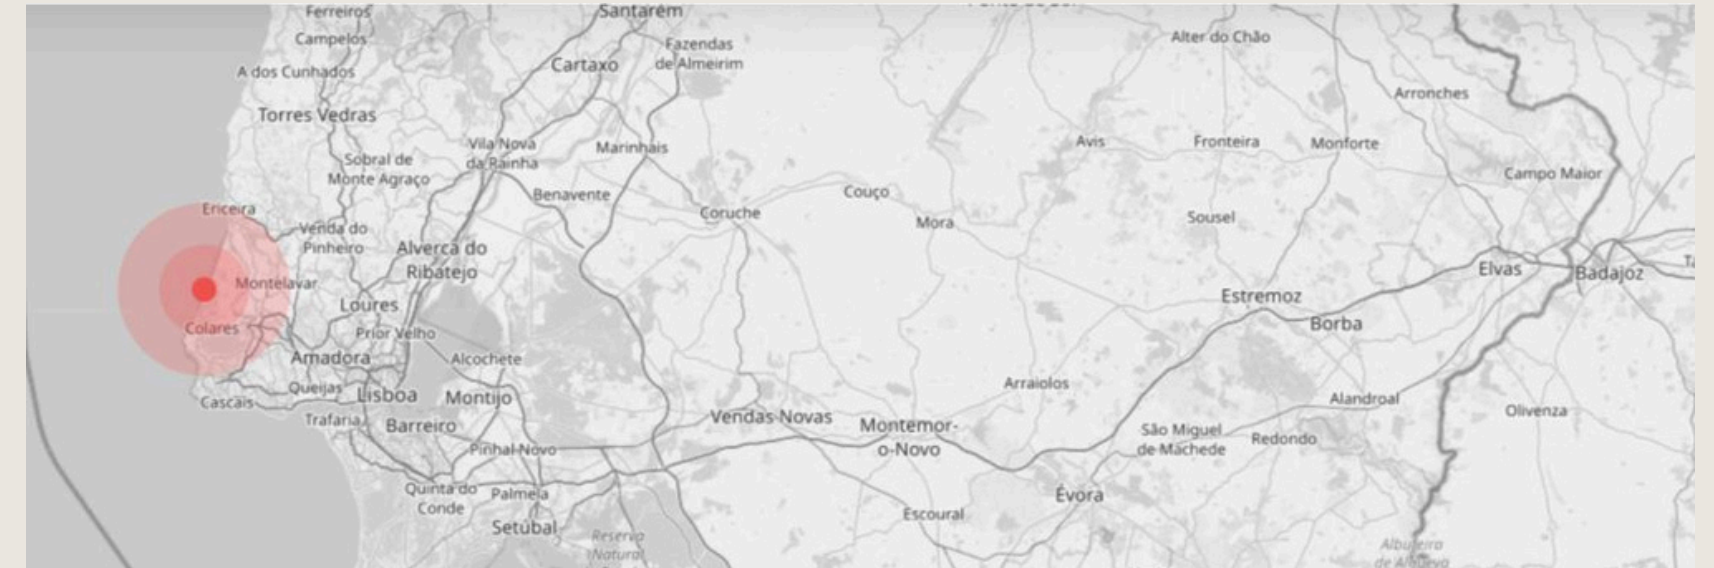 Ferreiros
Santarém
Campelos
Fazendas
de Almeirim
Alter do Chão
A dos Cunhados
Cartaxo
Arronches
Torres Vedras
Vila Nova
da Rainha
Marinhais
Avis
Fronteira
Monforte
Sobral de
Monte Agraço
Campo Maior
Benavente
Couço
Ericeira
Coruche
Mora
Sousel
Venda do
Pinheiro
Alverca do
Ribatejo
Elvas
Badajoz
Montelavar
Loures
Estremoz
Borba
Colares
Prior Velho
Amadora
Alcochete
Arraiolos
Queijas
Lisboa
Montijo
Alandroal
Cascais
Olivenza
Trafaria
Barreiro
Vendas Novas
Montemor-
o-Novo
São Miguel
de Machede
Redondo
Pinhal Novo
Quinta do
Conde
Palmela
Évora
Setúbal
Escoural
Reserva
Natural
Albufeira